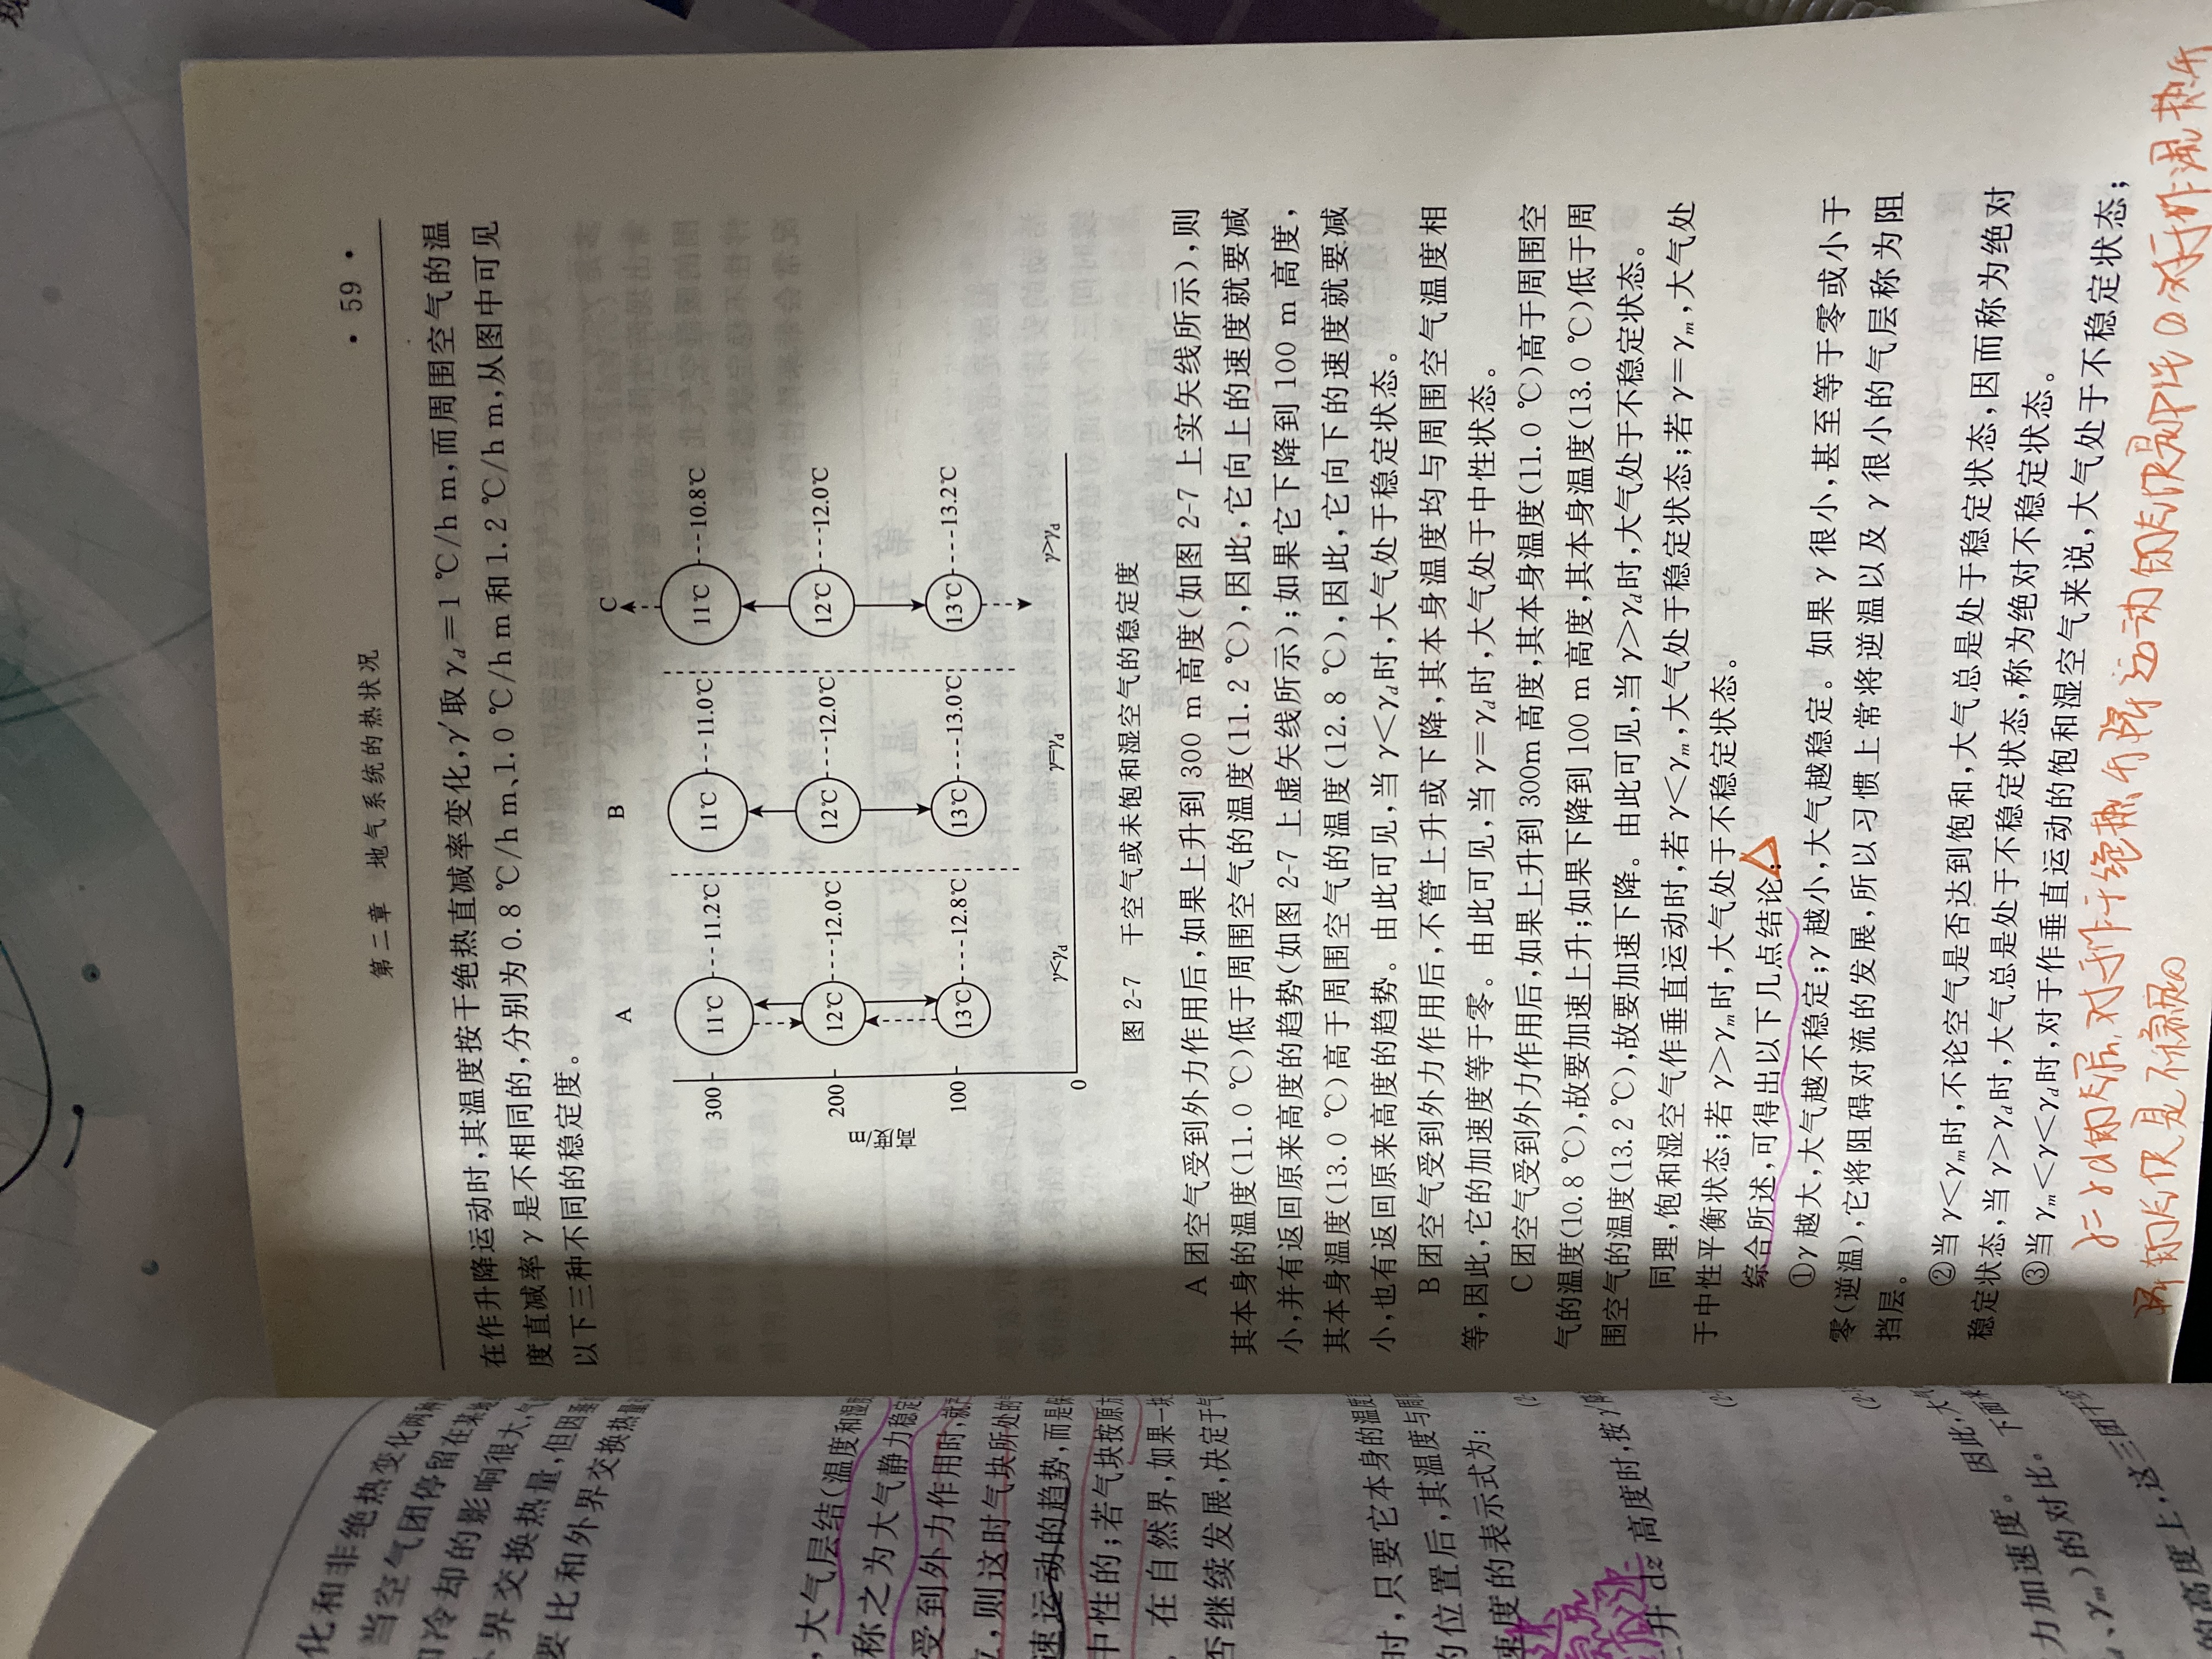 化和非绝热变化两种
当空气团停留在某地
冷却的影响很大,气
外界交换热量,但因垂
要比和外界交换热量
,大气层结(温度和湿度
称之为大气静力稳定
受到外力作用时,就产
,则这时气块所处的气
速运动的趋势,而是保
中性的;若气块按原方
。在自然界,如果一块
否继续发展,决定于气
时,只要它本身的温度
的位置后,其温度与周围
速度的表示式为:
(2-
减速
上升 dz 高度时,按 γ′降
(2-
(2-1
力加速度。因此,大气
、γm)的对比。下面来
的高度上,这三团干空
第二章 地气系统的热状况
· 59 ·
在作升降运动时,其温度按干绝热直减率变化,γ′取 γd=1 ℃/h m,而周围空气的温
度直减率 γ 是不相同的,分别为 0.8 ℃/h m、1.0 ℃/h m 和 1.2 ℃/h m,从图中可见
以下三种不同的稳定度。
A B C
300 11℃ 11.2℃ 11℃ 11.0℃ 11℃ 10.8℃
200 12℃ 12.0℃ 12℃ 12.0℃ 12℃ 12.0℃
高度/m
100 13℃ 12.8℃ 13℃ 13.0℃ 13℃ 13.2℃
γ<γd γ=γd γ>γd
0
图 2-7 干空气或未饱和湿空气的稳定度
A 团空气受到外力作用后,如果上升到 300 m 高度(如图 2-7 上实矢线所示),则
其本身的温度(11.0 ℃)低于周围空气的温度(11.2 ℃),因此,它向上的速度就要减
小,并有返回原来高度的趋势(如图 2-7 上虚矢线所示);如果它下降到 100 m 高度,
其本身温度(13.0 ℃)高于周围空气的温度(12.8 ℃),因此,它向下的速度就要减
小,也有返回原来高度的趋势。由此可见,当 γ<γd时,大气处于稳定状态。
B 团空气受到外力作用后,不管上升或下降,其本身温度均与周围空气温度相
等,因此,它的加速度等于零。由此可见,当 γ=γd时,大气处于中性状态。
C 团空气受到外力作用后,如果上升到 300m 高度,其本身温度(11.0 ℃)高于周围空
气的温度(10.8 ℃),故要加速上升;如果下降到 100 m 高度,其本身温度(13.0 ℃)低于周
围空气的温度(13.2 ℃),故要加速下降。由此可见,当 γ>γd时,大气处于不稳定状态。
同理,饱和湿空气作垂直运动时,若 γ<γm,大气处于稳定状态;若 γ=γm,大气处
于中性平衡状态;若 γ>γm时,大气处于不稳定状态。
综合所述,可得出以下几点结论:
①γ 越大,大气越不稳定;γ 越小,大气越稳定。如果 γ 很小,甚至等于零或小于
零(逆温),它将阻碍对流的发展,所以习惯上常将逆温以及 γ 很小的气层称为阻
挡层。
②当 γ<γm时,不论空气是否达到饱和,大气总是处于稳定状态,因而称为绝对
稳定状态,当 γ>γd时,大气总是处于不稳定状态,称为绝对不稳定状态。
③当 γm<γ<γd时,对于作垂直运动的饱和湿空气来说,大气处于不稳定状态;
γ=γd的气层,对于作干绝热升降运动的气块是中性的 对于作湿热升
降的气块是不稳定的